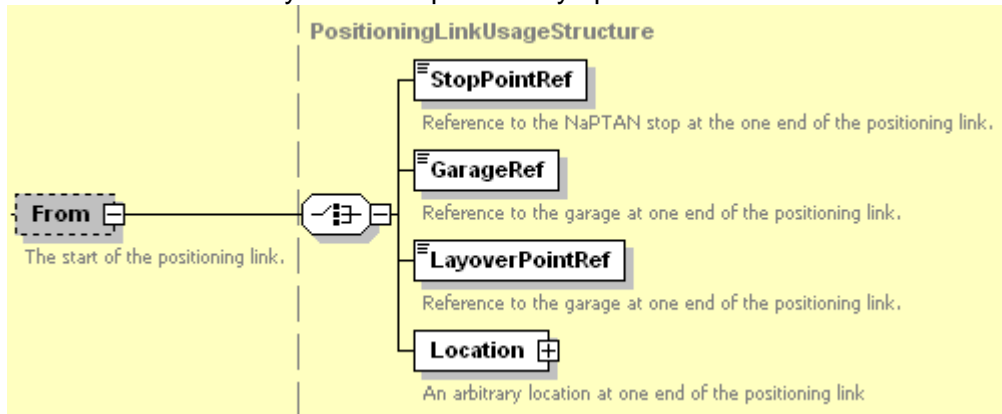 PositioningLinkUsageStructure
StopPointRef
Reference to the NaPTAN stop at the one end of the positioning link.
GarageRef
Reference to the garage at one end of the positioning link.
From
The start of the positioning link.
LayoverPointRef
Reference to the garage at one end of the positioning link.
Location
An arbitrary location at one end of the positioning link